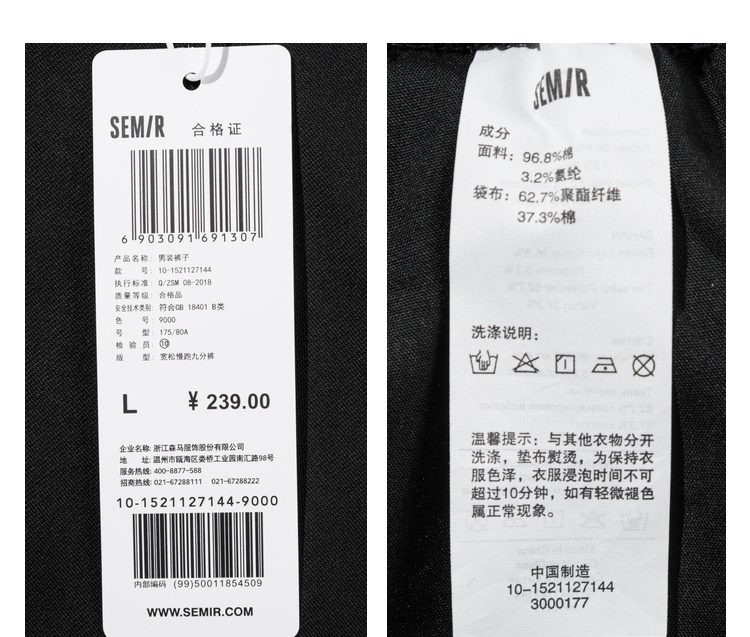 SEMIR 合格证
6 903091 691307
产品名称: 男装裤子
款 号: 10-1521127144
执行标准: Q/ZSM 08-2018
质量等级: 合格品
安全技术类别: 符合GB 18401 B类
色 号: 9000
号 型: 175/80A
检 验 员: ⑩
版 型: 宽松慢跑九分裤
L ¥ 239.00
企业名称: 浙江森马服饰股份有限公司
地 址: 温州市瓯海区娄桥工业园南汇路98号
服务热线: 400-8877-588
招商热线: 021-67288111 021-67288222
10-1521127144-9000
内部编码 (99)50011854509
WWW.SEMIR.COM
SEMIR
成分
面料: 96.8%棉
3.2%氨纶
袋布: 62.7%聚酯纤维
37.3%棉
洗涤说明:
温馨提示: 与其他衣物分开
洗涤, 垫布熨烫, 为保持衣
服色泽, 衣服浸泡时间不可
超过10分钟, 如有轻微褪色
属正常现象。
中国制造
10-1521127144
3000177